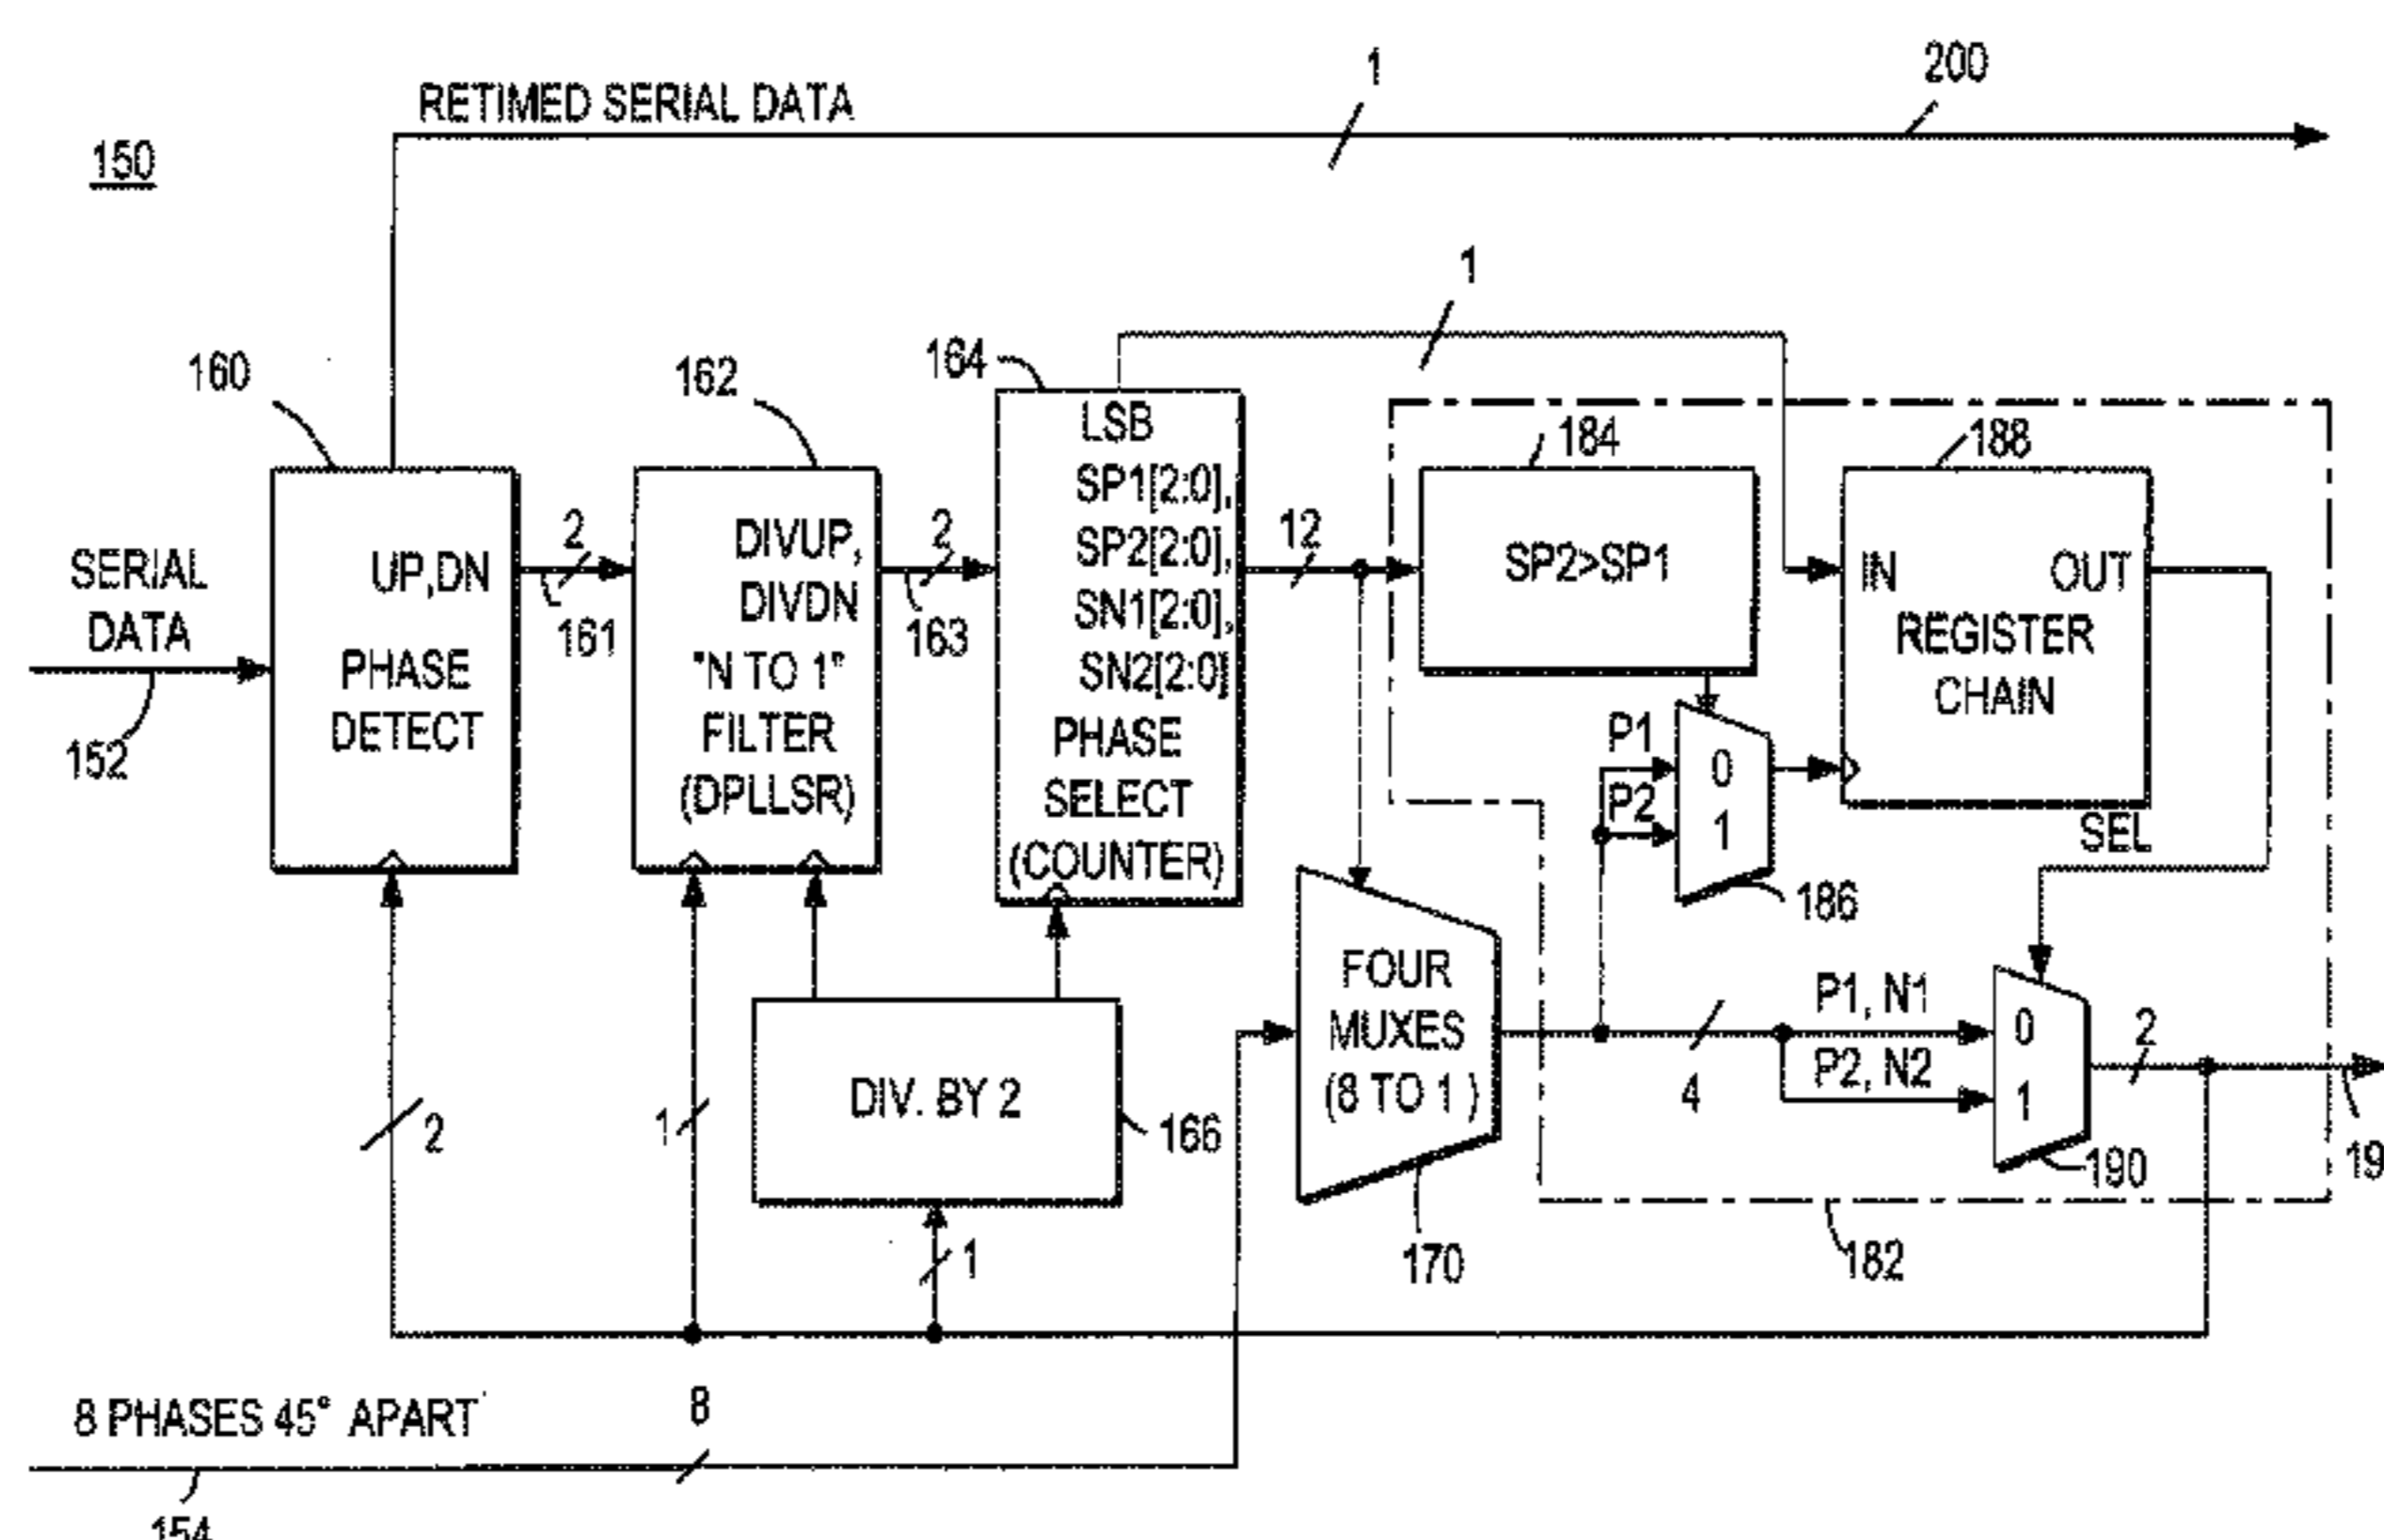 RETIMED SERIAL DATA
1
200
150
1
160
162
164
184
188
LSB
SP1[2:0],
SP2[2:0],
SN1[2:0],
SN2[2:0]
PHASE
SELECT
(COUNTER)
SERIAL
DATA
152
UP,DN
PHASE
DETECT
2
161
DIVUP,
DIVDN
"N TO 1"
FILTER
(DPLLSR)
2
163
12
SP2>SP1
IN
OUT
REGISTER
CHAIN
SEL
P1
P2
0
1
186
FOUR
MUXES
(8 TO 1)
170
P1, N1
P2, N2
4
0
1
2
190
19
182
DIV. BY 2
166
2
1
1
8 PHASES 45° APART
8
154